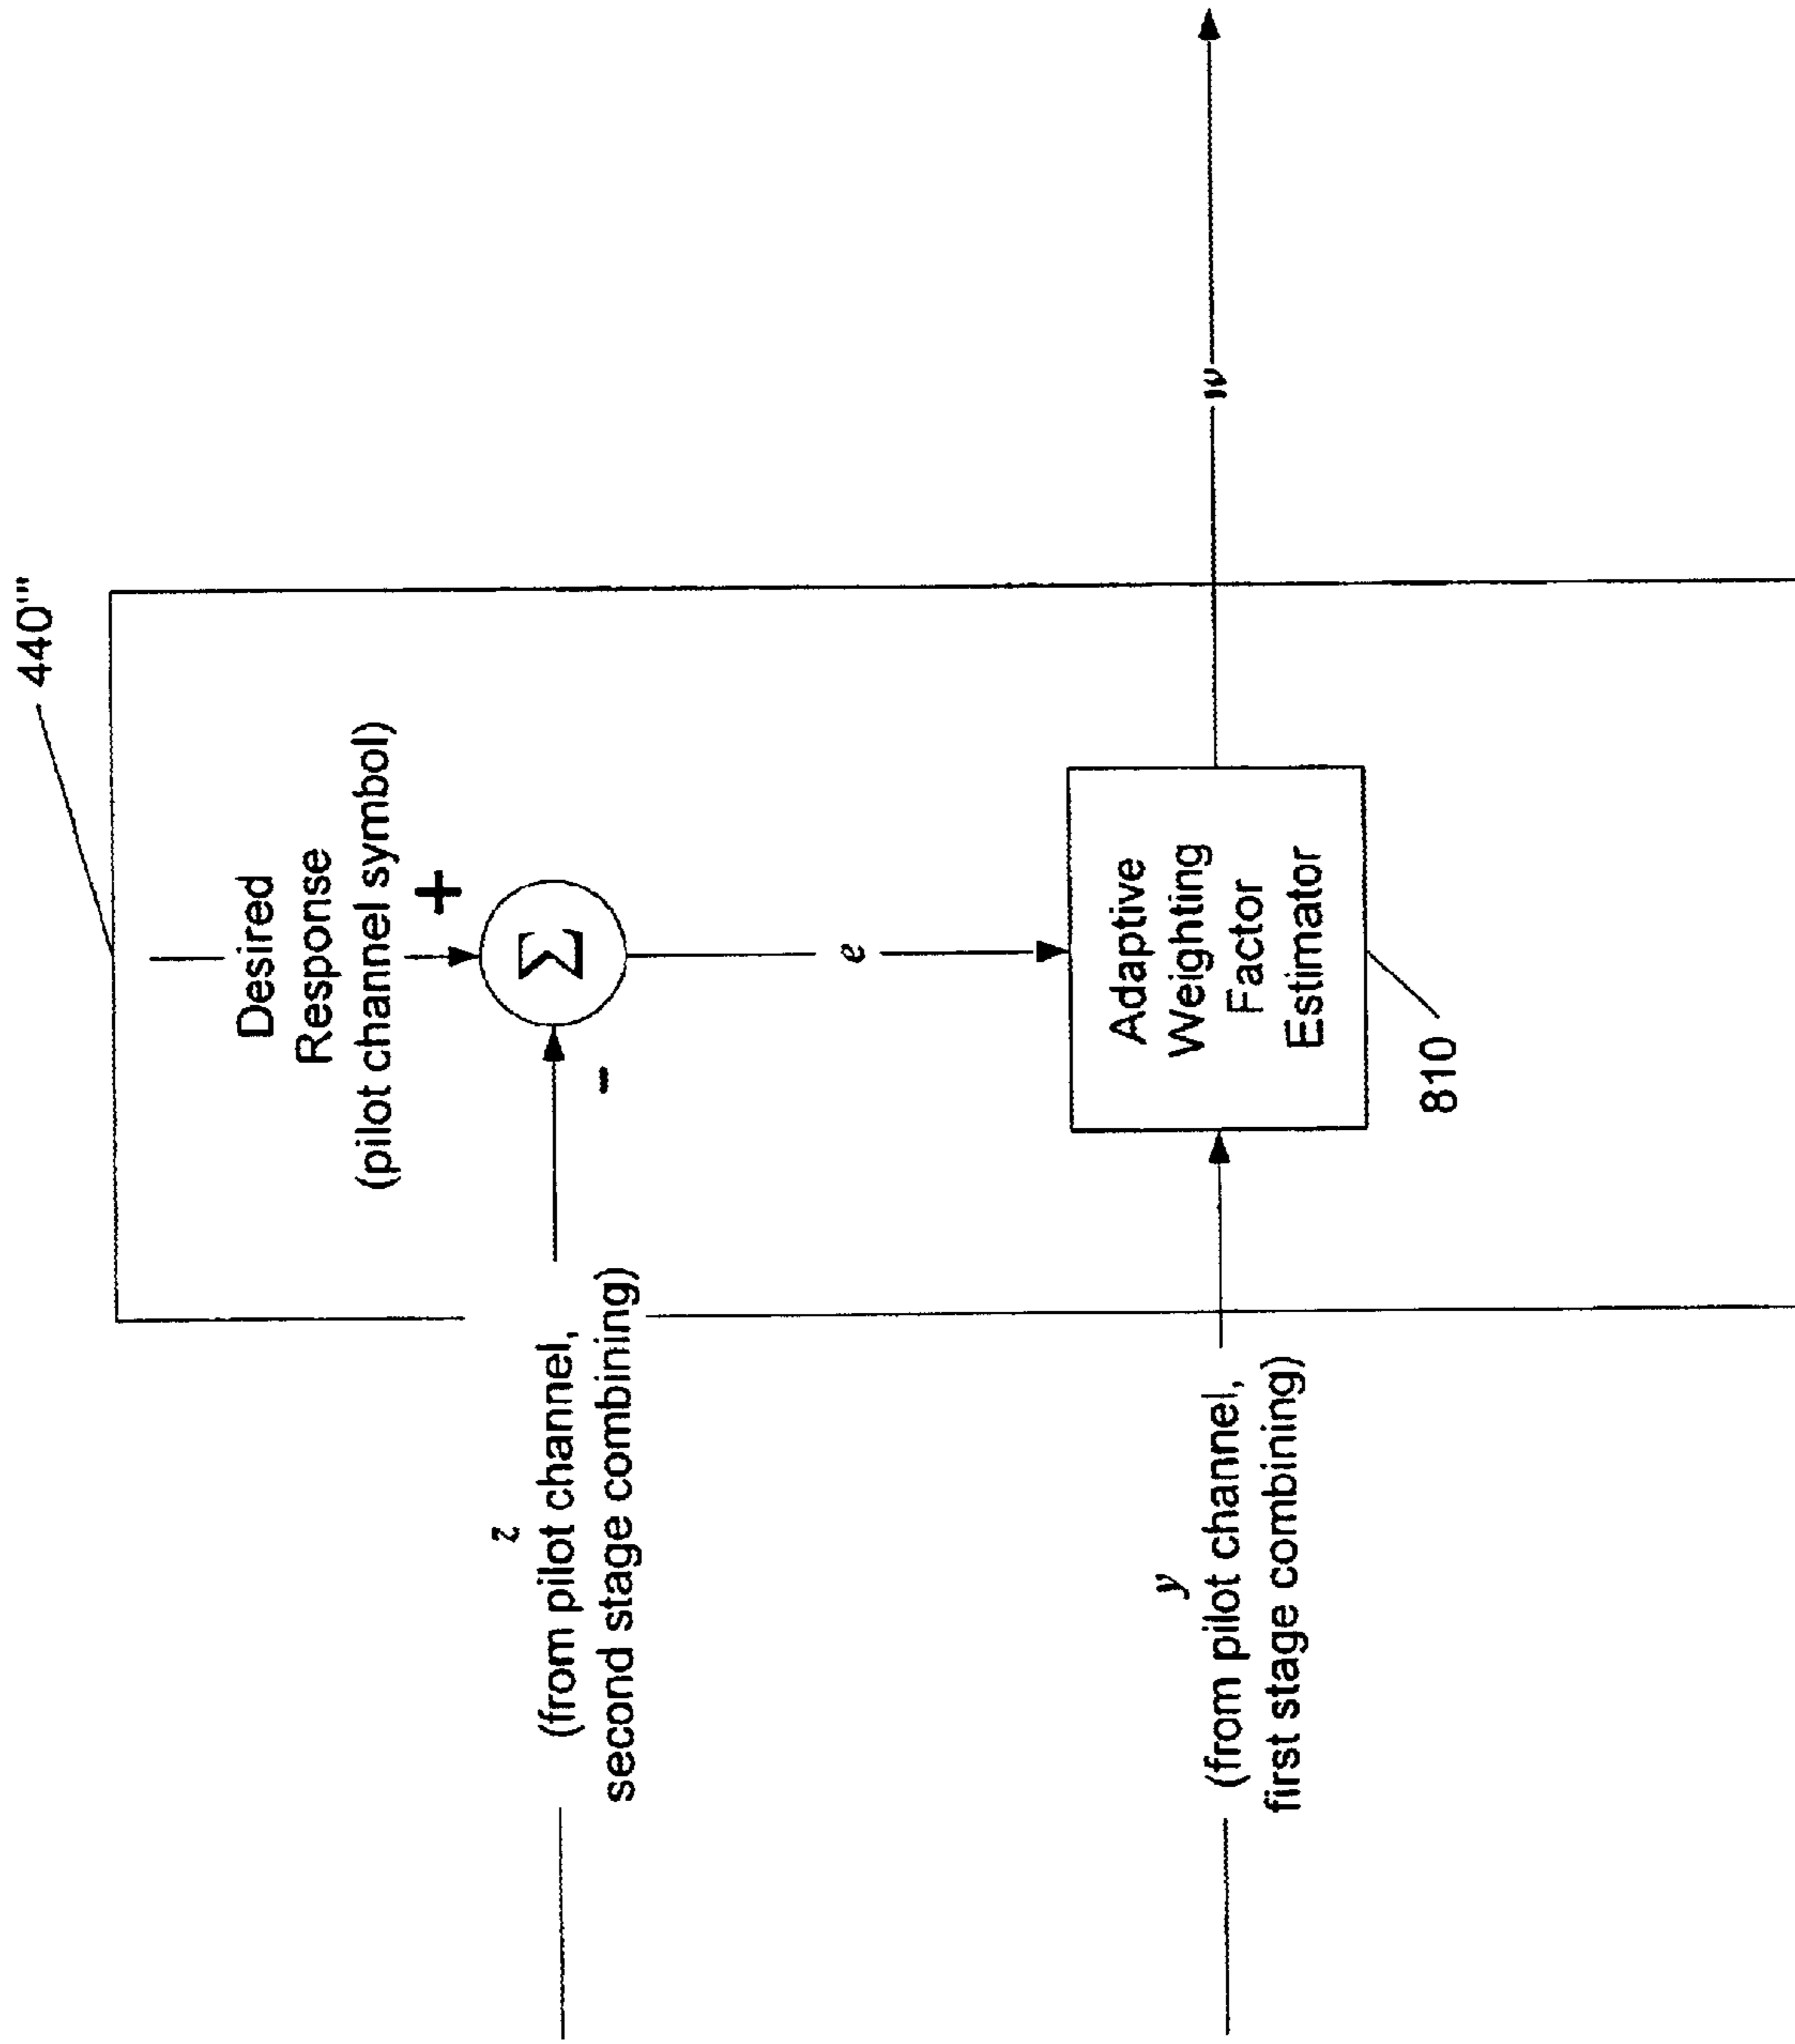 440"
Desired
Response
(pilot channel symbol)
+
Σ
-
z
(from pilot channel,
second stage combining)
e
Adaptive
Weighting
Factor
Estimator
810
y
(from pilot channel,
first stage combining)
w